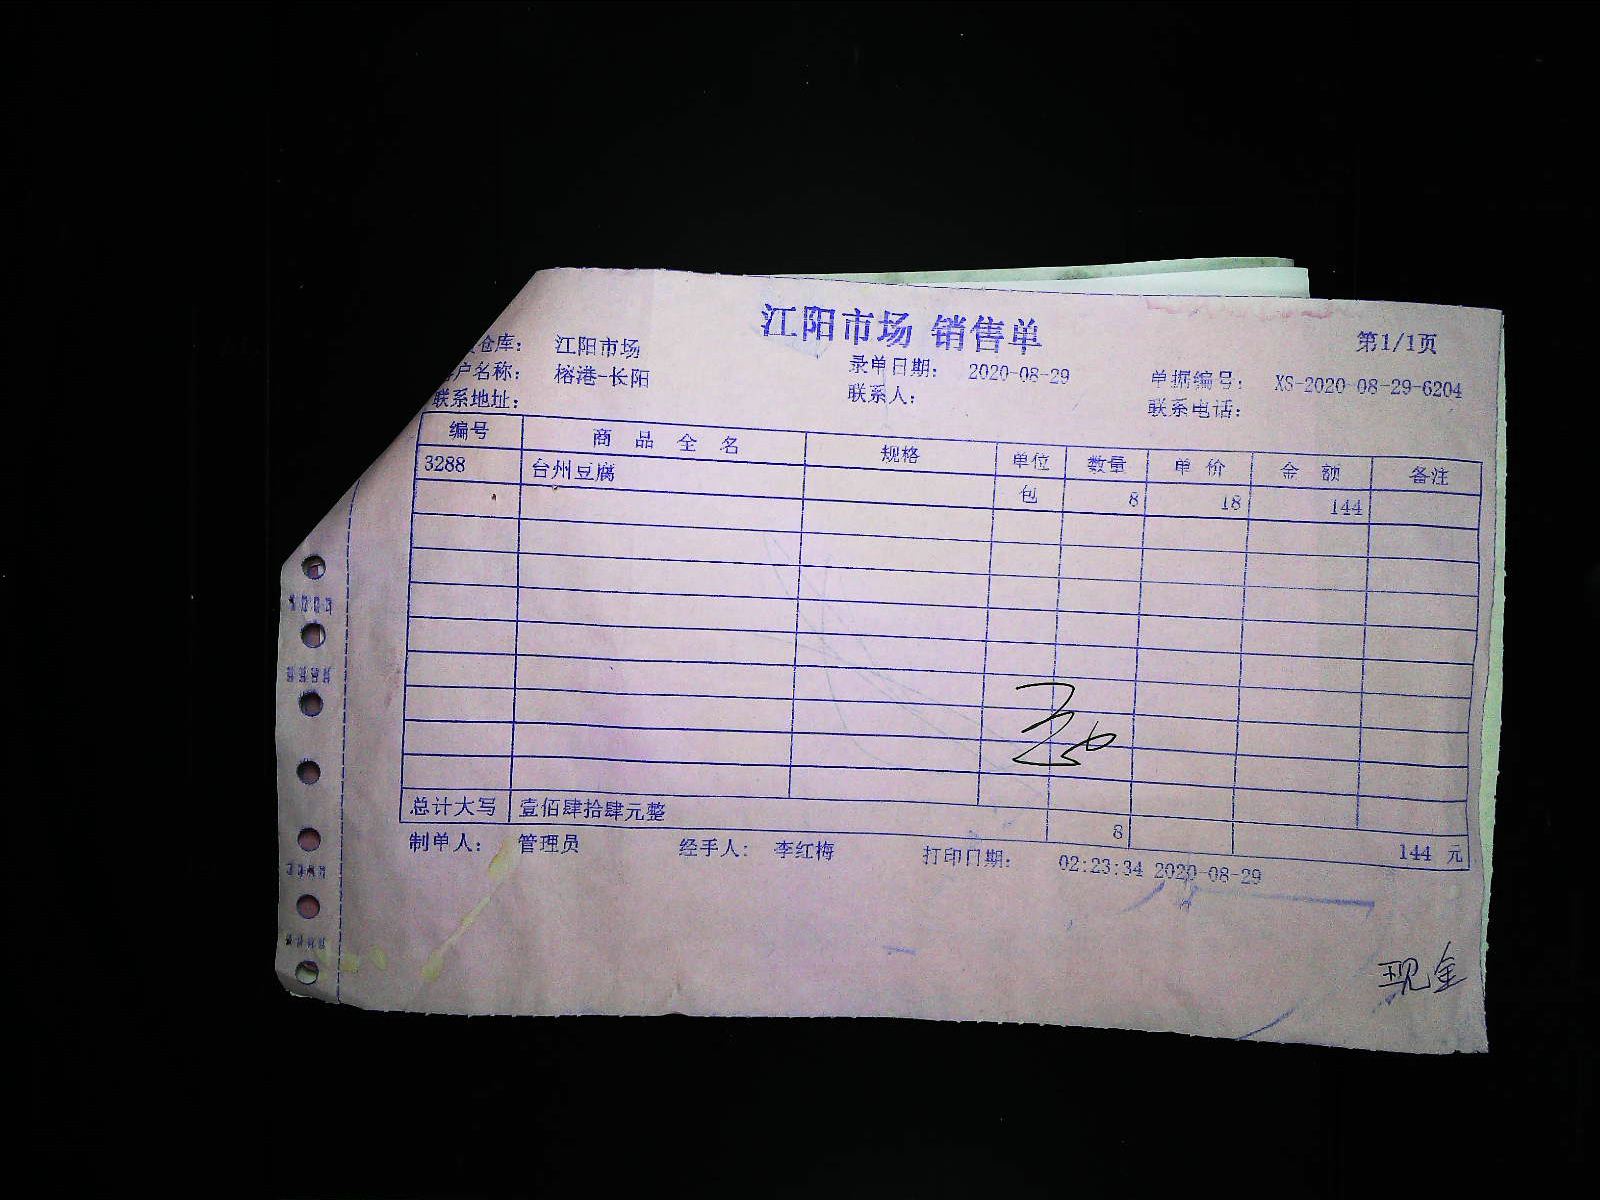 江阳市场 销售单
第1/1页
仓库： 江阳市场
户名称： 榕港-长阳
录单日期： 2020-08-29
单据编号： XS-2020-08-29-6204
联系地址：
联系人：
联系电话：
编号 商品全名 规格 单位 数量 单价 金额 备注
3288 台州豆腐 包 8 18 144
总计大写 壹佰肆拾肆元整 8 144 元
制单人： 管理员 经手人： 李红梅 打印日期： 02:23:34 2020-08-29
现金